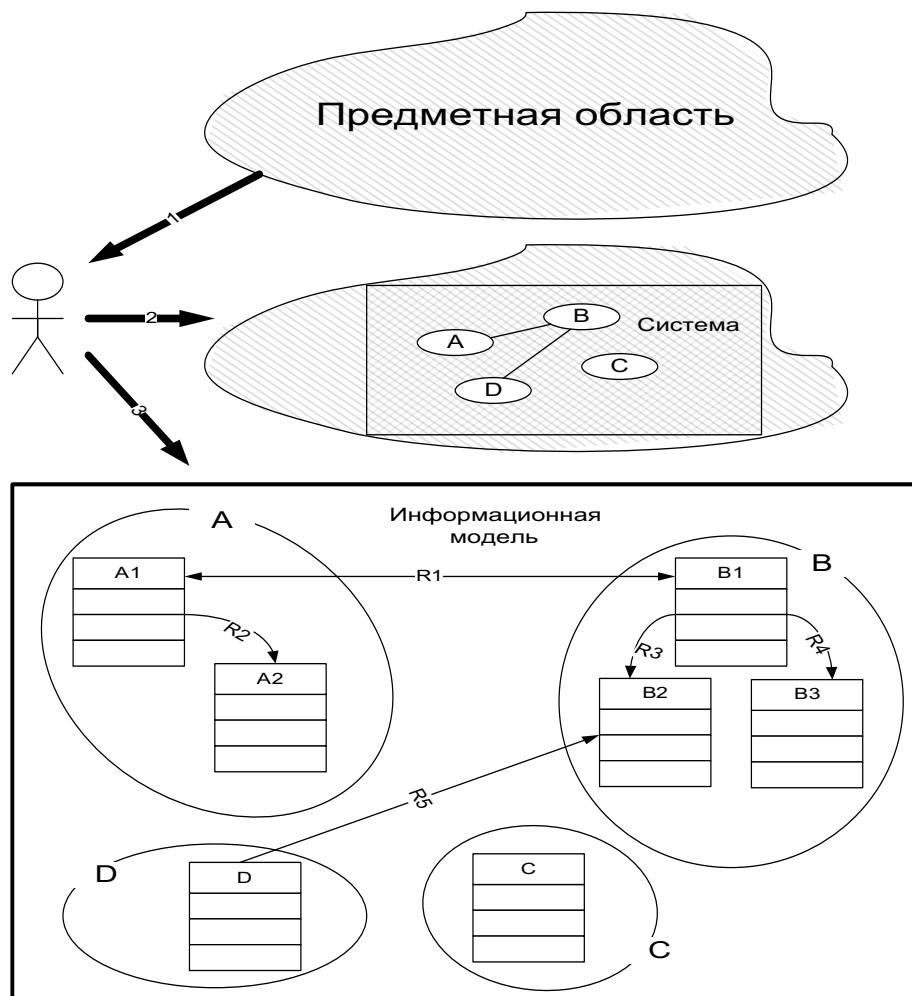 Предметная область
1
2
3
Система
A
B
C
D
Информационная
модель
A
B
A1
R1
B1
R2
R3
R4
A2
B2
B3
R5
D
D
C
C